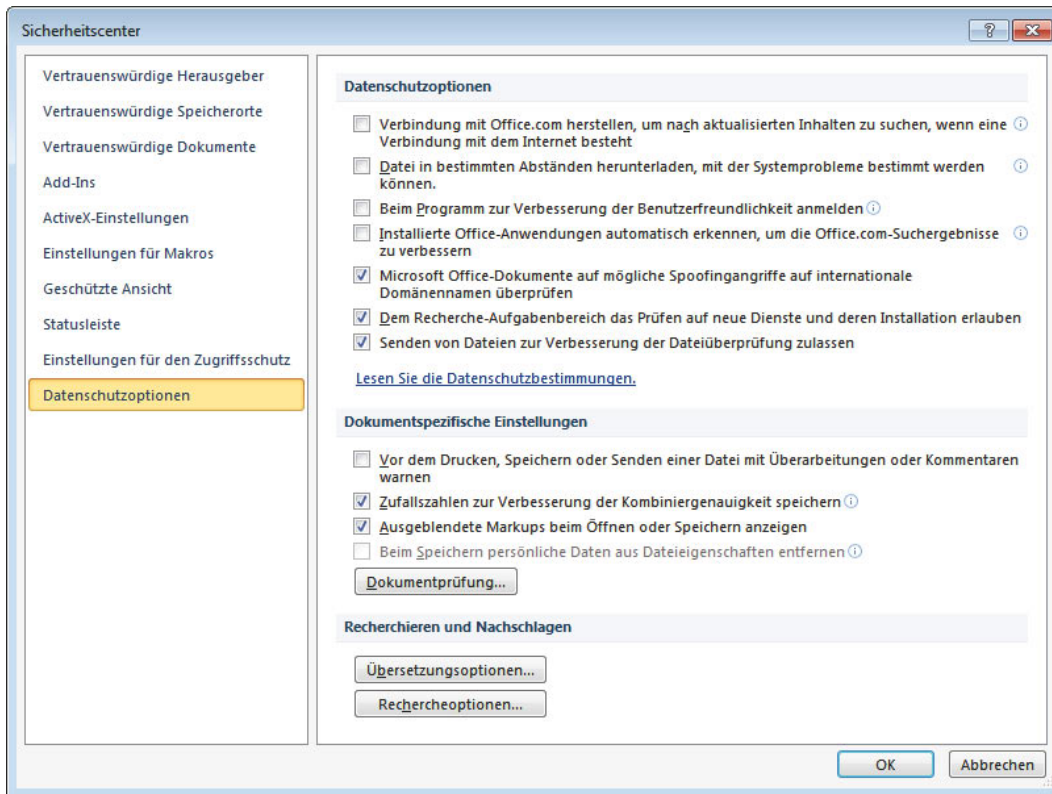 Sicherheitscenter
Vertrauenswürdige Herausgeber
Vertrauenswürdige Speicherorte
Vertrauenswürdige Dokumente
Add-Ins
ActiveX-Einstellungen
Einstellungen für Makros
Geschützte Ansicht
Statusleiste
Einstellungen für den Zugriffsschutz
Datenschutzoptionen
Datenschutzoptionen
Verbindung mit Office.com herstellen, um nach aktualisierten Inhalten zu suchen, wenn eine
Verbindung mit dem Internet besteht
Datei in bestimmten Abständen herunterladen, mit der Systemprobleme bestimmt werden
können.
Beim Programm zur Verbesserung der Benutzerfreundlichkeit anmelden
Installierte Office-Anwendungen automatisch erkennen, um die Office.com-Suchergebnisse
zu verbessern
Microsoft Office-Dokumente auf mögliche Spoofingangriffe auf internationale
Domänennamen überprüfen
Dem Recherche-Aufgabenbereich das Prüfen auf neue Dienste und deren Installation erlauben
Senden von Dateien zur Verbesserung der Dateiüberprüfung zulassen
Lesen Sie die Datenschutzbestimmungen.
Dokumentspezifische Einstellungen
Vor dem Drucken, Speichern oder Senden einer Datei mit Überarbeitungen oder Kommentaren
warnen
Zufallszahlen zur Verbesserung der Kombiniergenauigkeit speichern
Ausgeblendete Markups beim Öffnen oder Speichern anzeigen
Beim Speichern persönliche Daten aus Dateieigenschaften entfernen
Dokumentprüfung...
Recherchieren und Nachschlagen
Übersetzungsoptionen...
Rechercheoptionen...
OK
Abbrechen